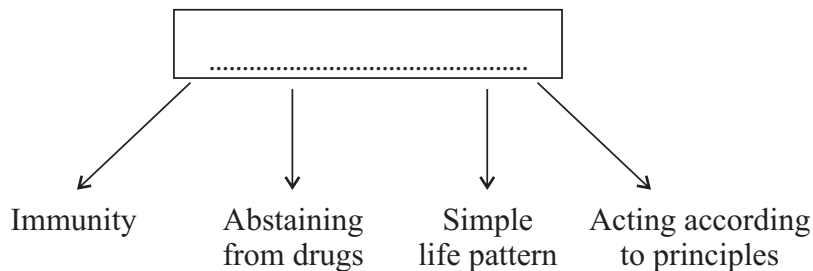 ................................................
Immunity
Abstaining
from drugs
Simple
life pattern
Acting according
to principles